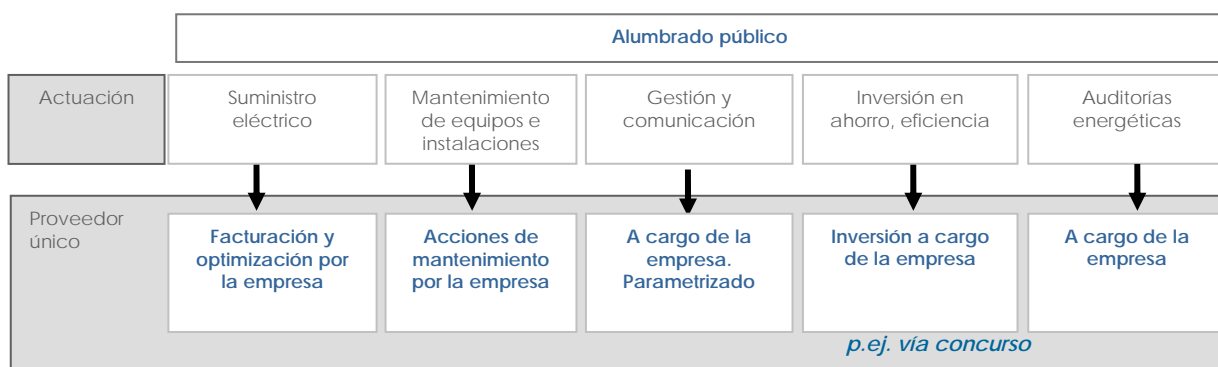 Alumbrado público
Actuación
Suministro
eléctrico
Mantenimiento
de equipos e
instalaciones
Gestión y
comunicación
Inversión en
ahorro, eficiencia
Auditorías
energéticas
Proveedor
único
Facturación y
optimización por
la empresa
Acciones de
mantenimiento
por la empresa
A cargo de la
empresa.
Parametrizado
Inversión a cargo
de la empresa
A cargo de la
empresa
p.ej. vía concurso